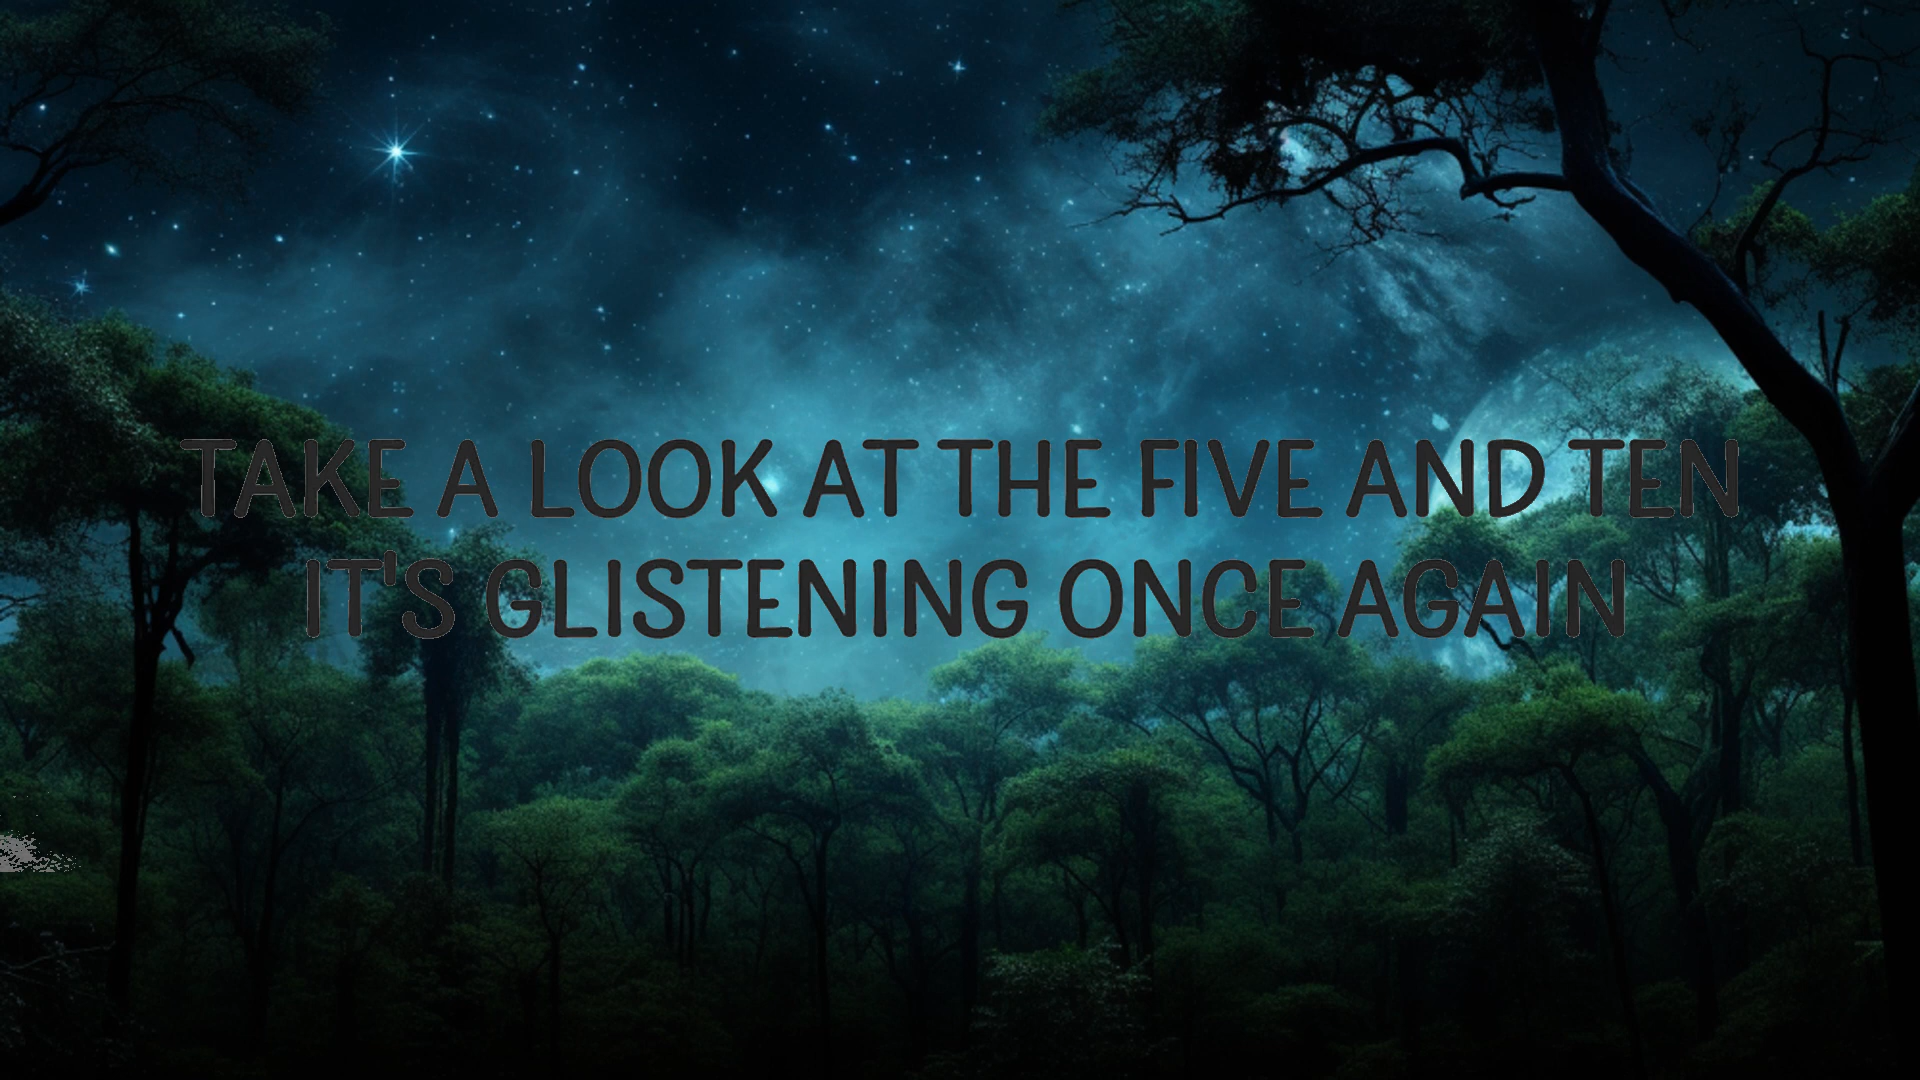 TAKE A LOOK AT THE FIVE AND TEN
IT'S GLISTENING ONCE AGAIN